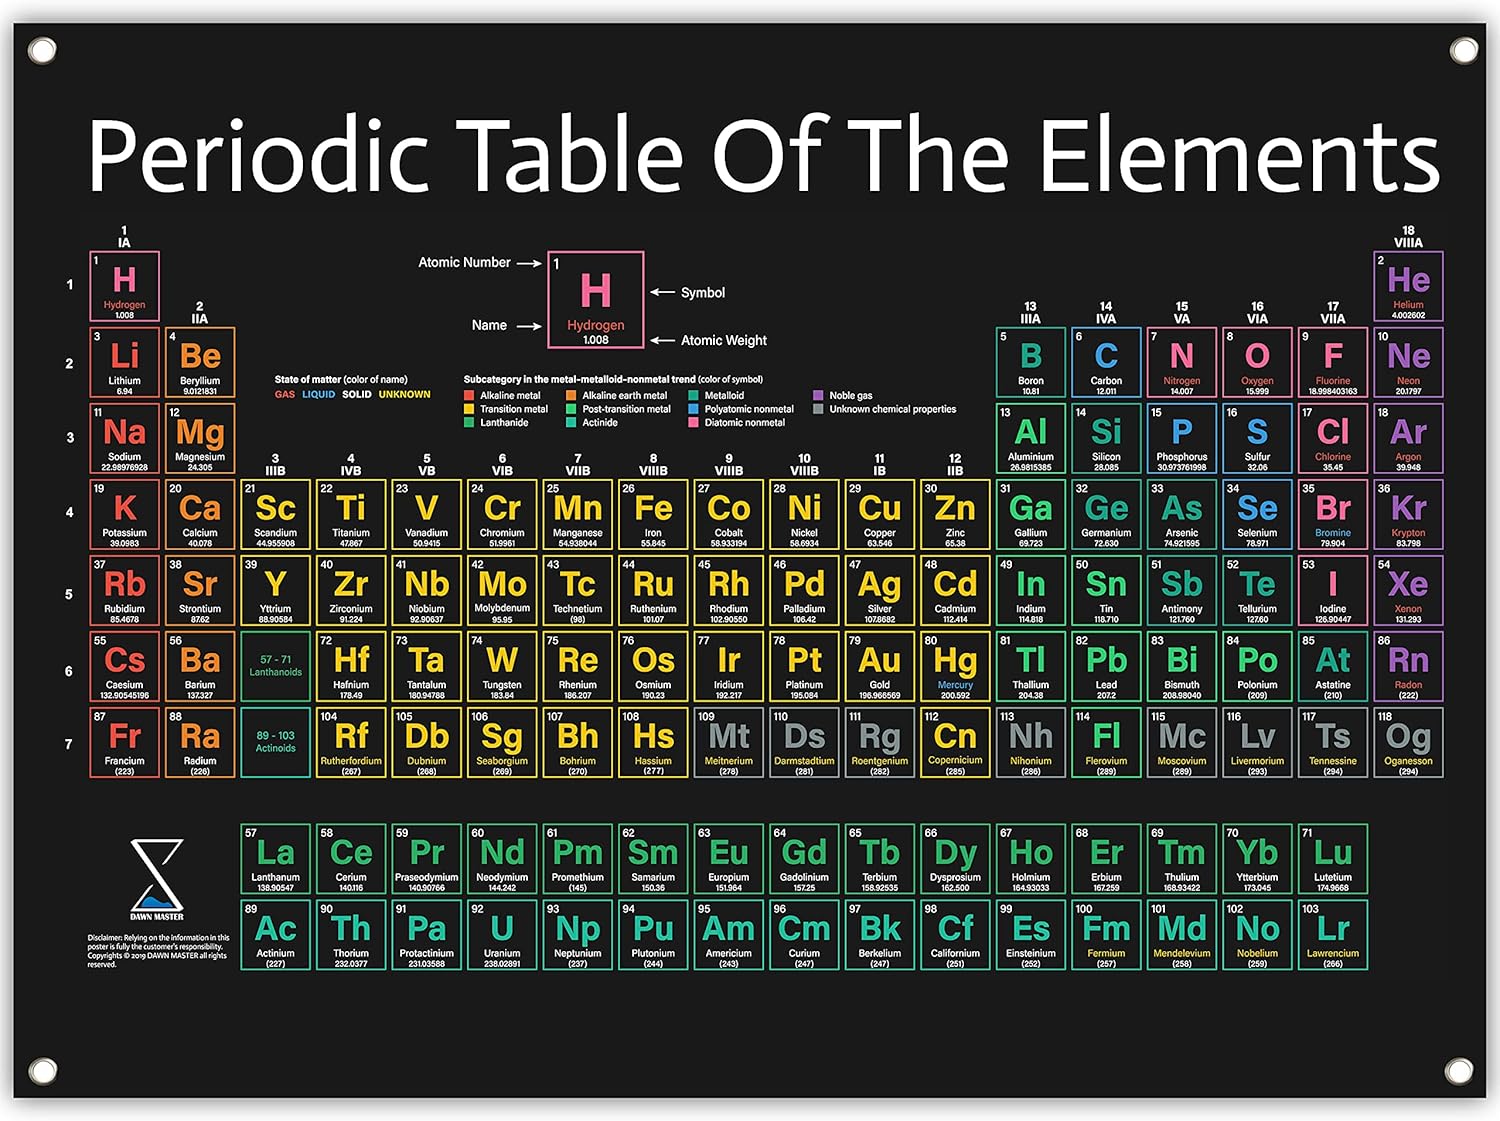 Periodic Table Of The Elements
1
IA
18
VIIIA
1
1 H Hydrogen 1.008
Atomic Number
1 H Hydrogen 1.008
Symbol
Name
Atomic Weight
2 He Helium 4.002602
2
IIA
13
IIIA
14
IVA
15
VA
16
VIA
17
VIIA
2
3 Li Lithium 6.94
4 Be Beryllium 9.0121831
5 B Boron 10.81
6 C Carbon 12.011
7 N Nitrogen 14.007
8 O Oxygen 15.999
9 F Fluorine 18.998403163
10 Ne Neon 20.1797
State of matter (color of name)
GAS LIQUID SOLID UNKNOWN
Subcategory in the metal-metalloid-nonmetal trend (color of symbol)
Alkaline metal
Alkaline earth metal
Metalloid
Noble gas
Transition metal
Post-transition metal
Polyatomic nonmetal
Unknown chemical properties
Lanthanide
Actinide
Diatomic nonmetal
3
11 Na Sodium 22.98976928
12 Mg Magnesium 24.305
13 Al Aluminium 26.9815385
14 Si Silicon 28.085
15 P Phosphorus 30.973761998
16 S Sulfur 32.06
17 Cl Chlorine 35.45
18 Ar Argon 39.948
3
IIIB
4
IVB
5
VB
6
VIB
7
VIIB
8
VIIIB
9
VIIIB
10
VIIIB
11
IB
12
IIB
4
19 K Potassium 39.0983
20 Ca Calcium 40.078
21 Sc Scandium 44.955908
22 Ti Titanium 47.867
23 V Vanadium 50.9415
24 Cr Chromium 51.9961
25 Mn Manganese 54.938044
26 Fe Iron 55.845
27 Co Cobalt 58.933194
28 Ni Nickel 58.6934
29 Cu Copper 63.546
30 Zn Zinc 65.38
31 Ga Gallium 69.723
32 Ge Germanium 72.630
33 As Arsenic 74.921595
34 Se Selenium 78.971
35 Br Bromine 79.904
36 Kr Krypton 83.798
5
37 Rb Rubidium 85.4678
38 Sr Strontium 87.62
39 Y Yttrium 88.90584
40 Zr Zirconium 91.224
41 Nb Niobium 92.90637
42 Mo Molybdenum 95.95
43 Tc Technetium (98)
44 Ru Ruthenium 101.07
45 Rh Rhodium 102.90550
46 Pd Palladium 106.42
47 Ag Silver 107.8682
48 Cd Cadmium 112.414
49 In Indium 114.818
50 Sn Tin 118.710
51 Sb Antimony 121.760
52 Te Tellurium 127.60
53 I Iodine 126.90447
54 Xe Xenon 131.293
6
55 Cs Caesium 132.90545196
56 Ba Barium 137.327
57 - 71 Lanthanoids
72 Hf Hafnium 178.49
73 Ta Tantalum 180.94788
74 W Tungsten 183.84
75 Re Rhenium 186.207
76 Os Osmium 190.23
77 Ir Iridium 192.217
78 Pt Platinum 195.084
79 Au Gold 196.966569
80 Hg Mercury 200.592
81 Tl Thallium 204.38
82 Pb Lead 207.2
83 Bi Bismuth 208.98040
84 Po Polonium (209)
85 At Astatine (210)
86 Rn Radon (222)
7
87 Fr Francium (223)
88 Ra Radium (226)
89 - 103 Actinoids
104 Rf Rutherfordium (267)
105 Db Dubnium (268)
106 Sg Seaborgium (269)
107 Bh Bohrium (270)
108 Hs Hassium (277)
109 Mt Meitnerium (278)
110 Ds Darmstadtium (281)
111 Rg Roentgenium (282)
112 Cn Copernicium (285)
113 Nh Nihonium (286)
114 Fl Flerovium (289)
115 Mc Moscovium (289)
116 Lv Livermorium (293)
117 Ts Tennessine (294)
118 Og Oganesson (294)
57 La Lanthanum 138.90547
58 Ce Cerium 140.116
59 Pr Praseodymium 140.90766
60 Nd Neodymium 144.242
61 Pm Promethium (145)
62 Sm Samarium 150.36
63 Eu Europium 151.964
64 Gd Gadolinium 157.25
65 Tb Terbium 158.92535
66 Dy Dysprosium 162.500
67 Ho Holmium 164.93033
68 Er Erbium 167.259
69 Tm Thulium 168.93422
70 Yb Ytterbium 173.045
71 Lu Lutetium 174.9668
89 Ac Actinium (227)
90 Th Thorium 232.0377
91 Pa Protactinium 231.03588
92 U Uranium 238.02891
93 Np Neptunium (237)
94 Pu Plutonium (244)
95 Am Americium (243)
96 Cm Curium (247)
97 Bk Berkelium (247)
98 Cf Californium (251)
99 Es Einsteinium (252)
100 Fm Fermium (257)
101 Md Mendelevium (258)
102 No Nobelium (259)
103 Lr Lawrencium (266)
DAWN MASTER
Disclaimer: Relying on the information in this
poster is fully the customer's responsibility.
Copyrights © 2019 DAWN MASTER all rights
reserved.